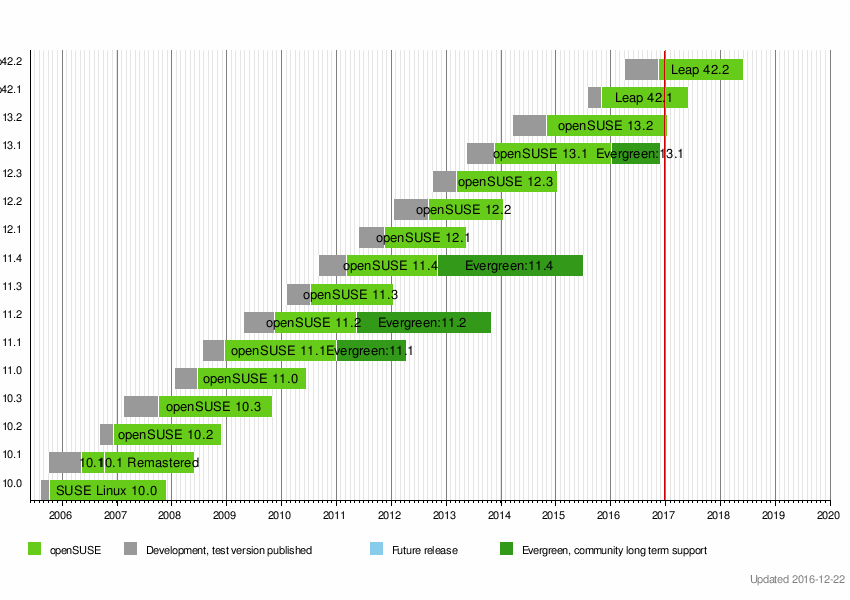 42.2 Leap 42.2
42.1 Leap 42.1
13.2 openSUSE 13.2
13.1 openSUSE 13.1 Evergreen:13.1
12.3 openSUSE 12.3
12.2 openSUSE 12.2
12.1 openSUSE 12.1
11.4 openSUSE 11.4 Evergreen:11.4
11.3 openSUSE 11.3
11.2 openSUSE 11.2 Evergreen:11.2
11.1 openSUSE 11.1 Evergreen:11.1
11.0 openSUSE 11.0
10.3 openSUSE 10.3
10.2 openSUSE 10.2
10.1 10.1 10.1 Remastered
10.0 SUSE Linux 10.0
2006 2007 2008 2009 2010 2011 2012 2013 2014 2015 2016 2017 2018 2019 2020
openSUSE Development, test version published Future release Evergreen, community long term support
Updated 2016-12-22